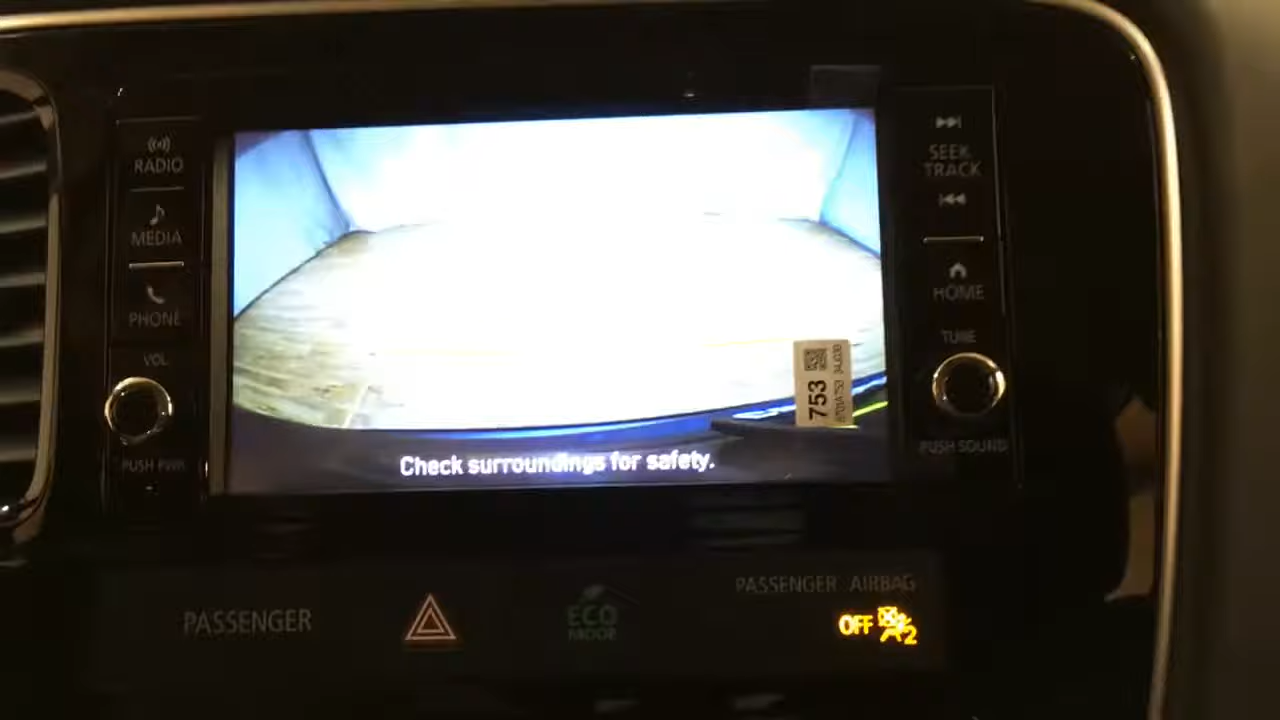 RADIO
MEDIA
PHONE
VOL
PUSH PWR
SEEK
TRACK
HOME
TUNE
PUSH SOUND
753
Check surroundings for safety.
PASSENGER
ECO
MODE
PASSENGER AIRBAG
OFF
2